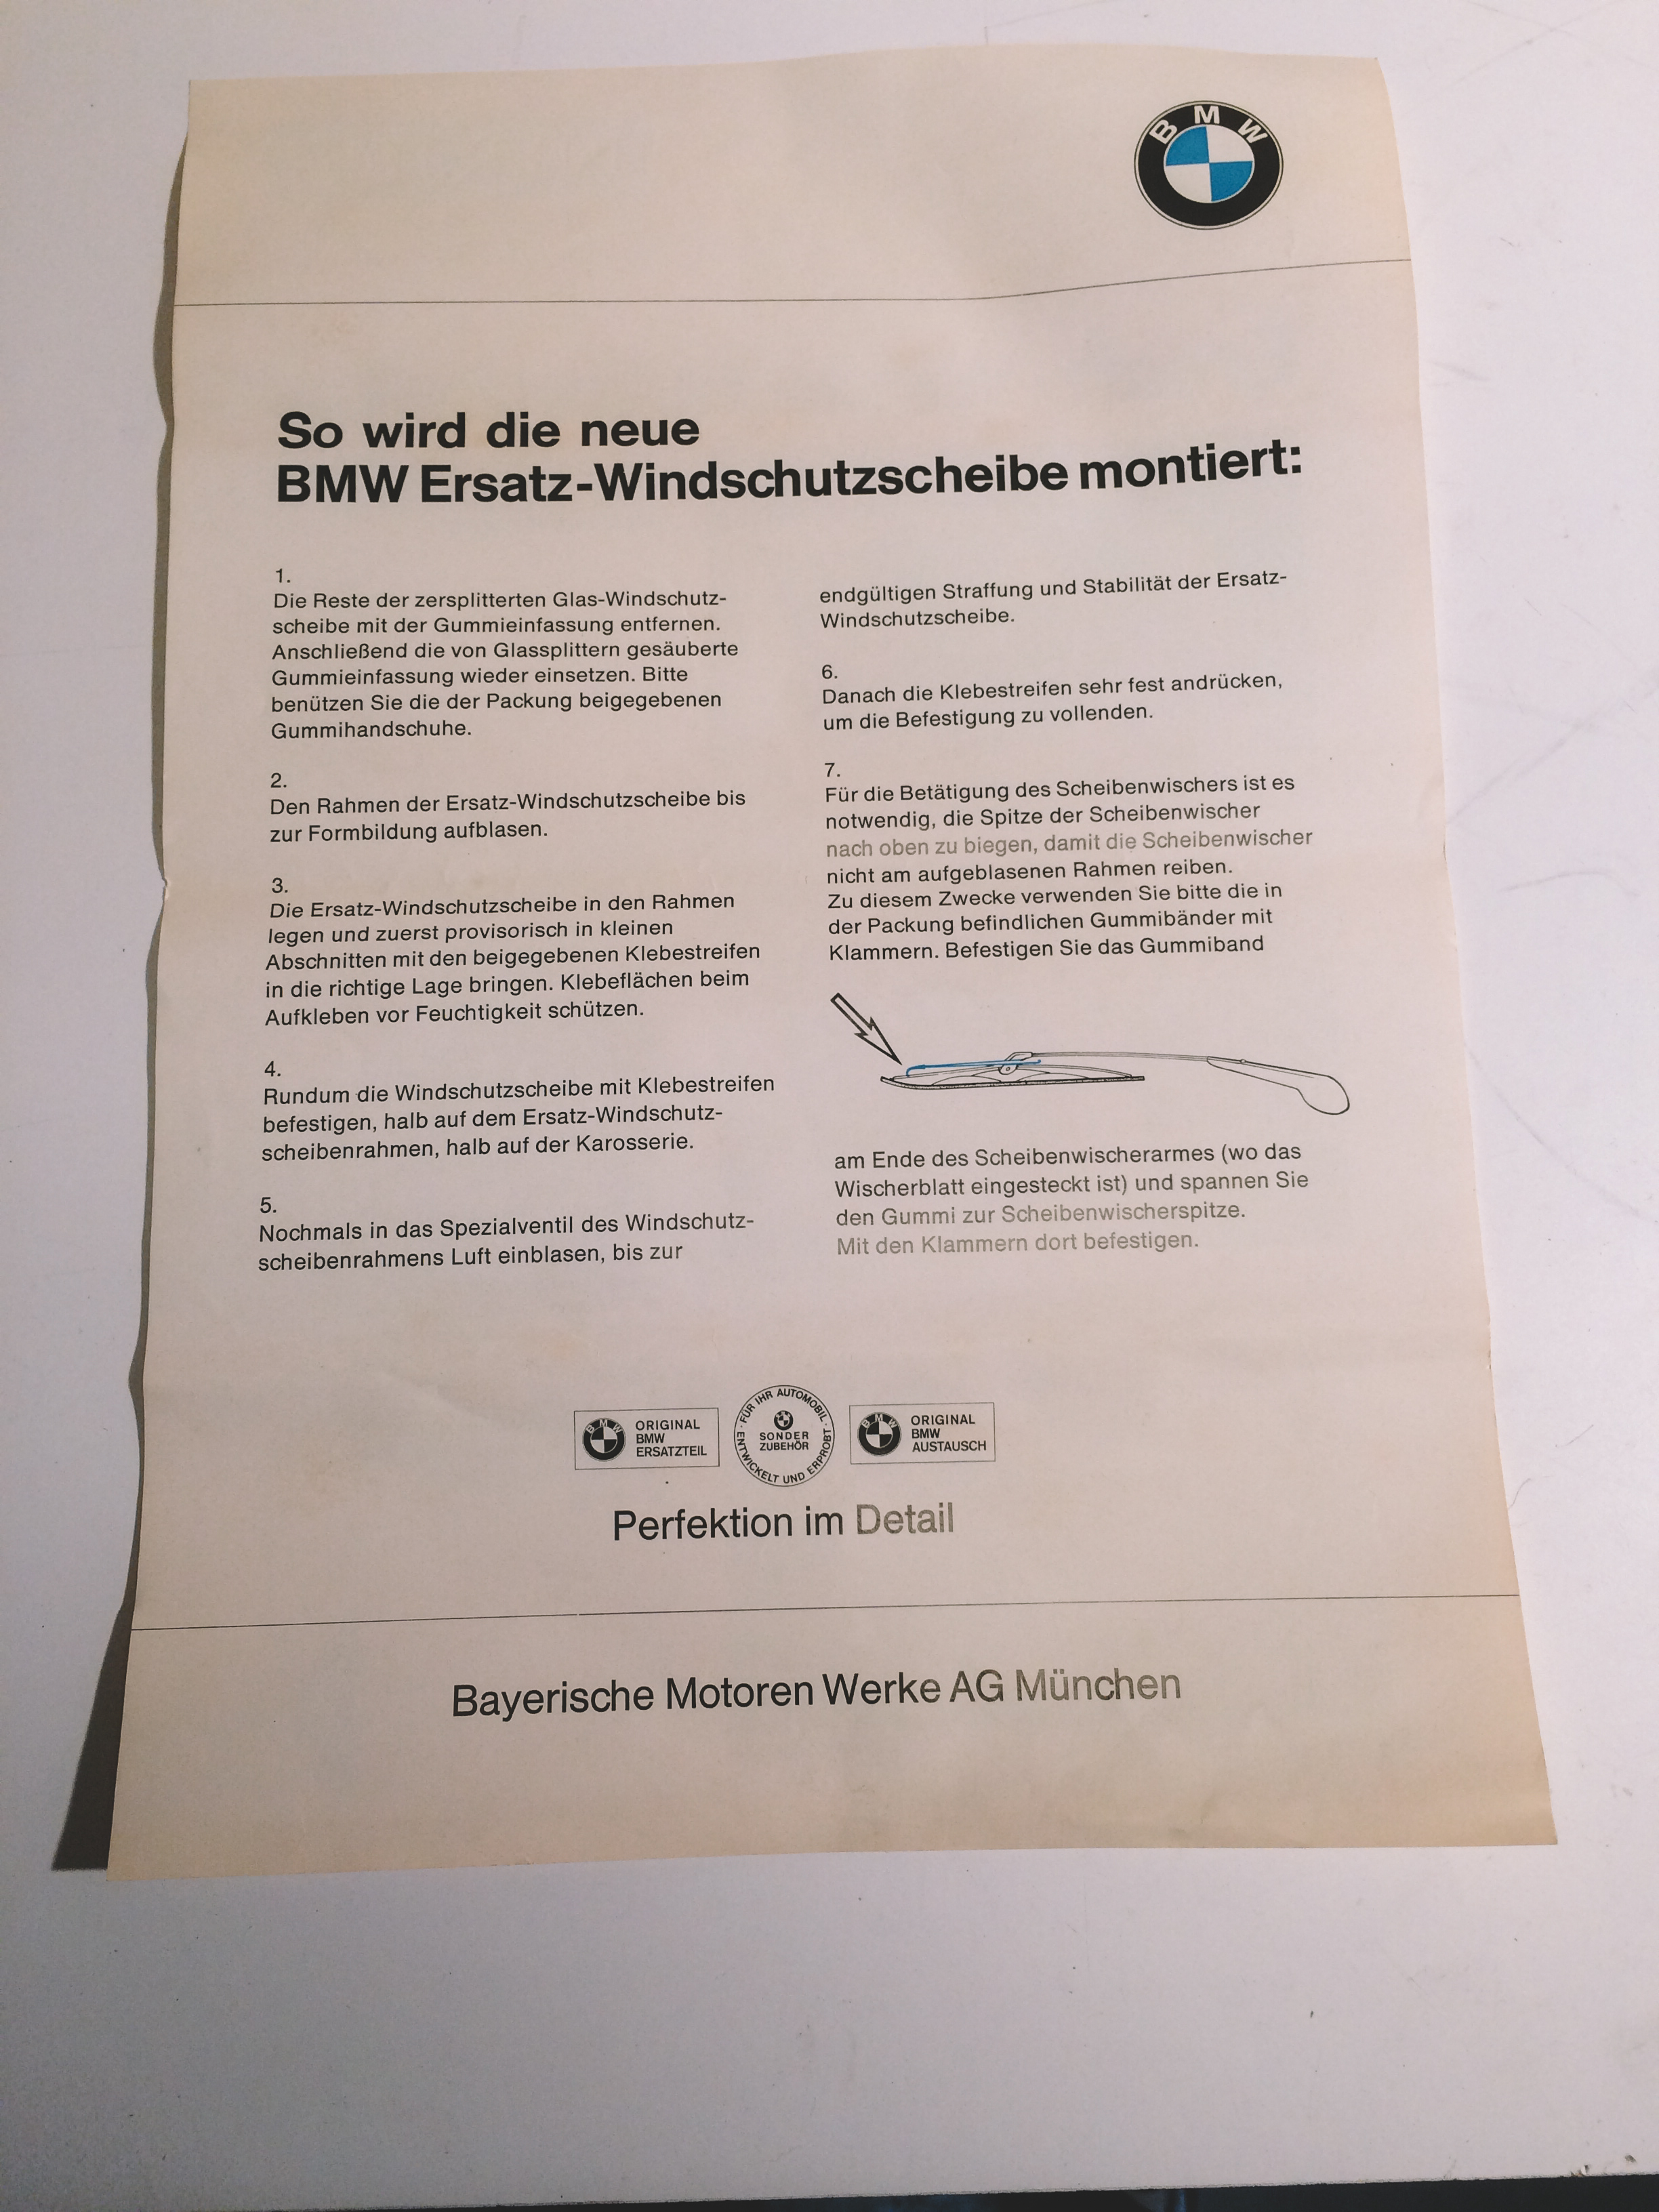 BMW
So wird die neue
BMW Ersatz-Windschutzscheibe montiert:
1.
Die Reste der zersplitterten Glas-Windschutz-
scheibe mit der Gummieinfassung entfernen.
Anschließend die von Glassplittern gesäuberte
Gummieinfassung wieder einsetzen. Bitte
benützen Sie die der Packung beigegebenen
Gummihandschuhe.
2.
Den Rahmen der Ersatz-Windschutzscheibe bis
zur Formbildung aufblasen.
3.
Die Ersatz-Windschutzscheibe in den Rahmen
legen und zuerst provisorisch in kleinen
Abschnitten mit den beigegebenen Klebestreifen
in die richtige Lage bringen. Klebeflächen beim
Aufkleben vor Feuchtigkeit schützen.
4.
Rundum die Windschutzscheibe mit Klebestreifen
befestigen, halb auf dem Ersatz-Windschutz-
scheibenrahmen, halb auf der Karosserie.
5.
Nochmals in das Spezialventil des Windschutz-
scheibenrahmens Luft einblasen, bis zur
endgültigen Straffung und Stabilität der Ersatz-
Windschutzscheibe.
6.
Danach die Klebestreifen sehr fest andrücken,
um die Befestigung zu vollenden.
7.
Für die Betätigung des Scheibenwischers ist es
notwendig, die Spitze der Scheibenwischer
nach oben zu biegen, damit die Scheibenwischer
nicht am aufgeblasenen Rahmen reiben.
Zu diesem Zwecke verwenden Sie bitte die in
der Packung befindlichen Gummibänder mit
Klammern. Befestigen Sie das Gummiband
am Ende des Scheibenwischerarmes (wo das
Wischerblatt eingesteckt ist) und spannen Sie
den Gummi zur Scheibenwischerspitze.
Mit den Klammern dort befestigen.
BMW
ORIGINAL
BMW
ERSATZTEIL
FÜR IHR AUTOMOBIL
SONDER
ZUBEHÖR
ENTWICKELT UND ERPROBT
BMW
ORIGINAL
BMW
AUSTAUSCH
Perfektion im Detail
Bayerische Motoren Werke AG München